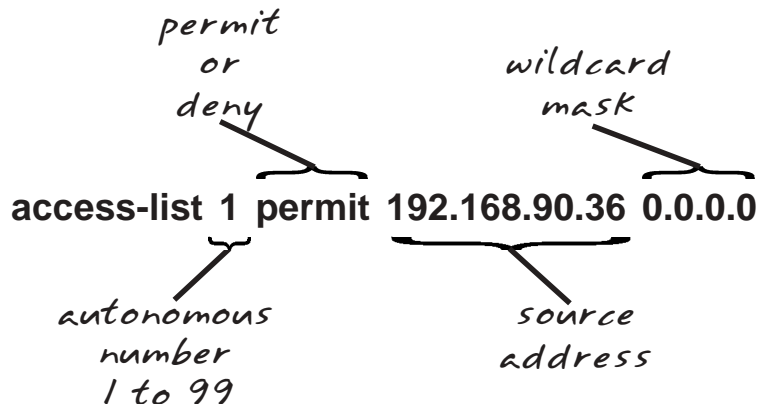 permit
or
deny
wildcard
mask
access-list 1 permit 192.168.90.36 0.0.0.0
autonomous
number
1 to 99
source
address